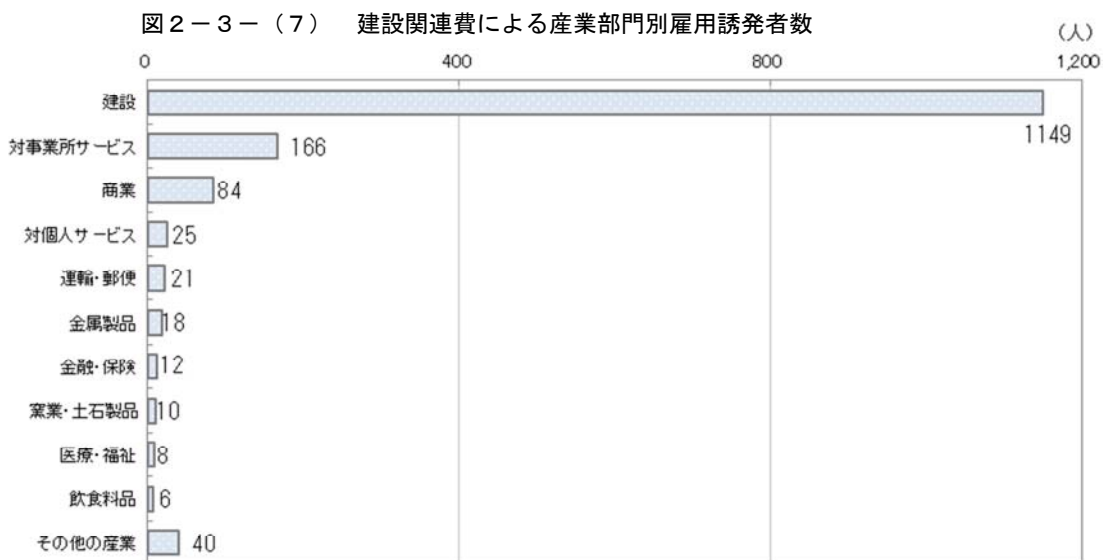 図2-3-(7) 建設関連費による産業部門別雇用誘発者数
(人)
0 400 800 1,200
建設 1149
対事業所サービス 166
商業 84
対個人サービス 25
運輸・郵便 21
金属製品 18
金融・保険 12
窯業・土石製品 10
医療・福祉 8
飲食料品 6
その他の産業 40